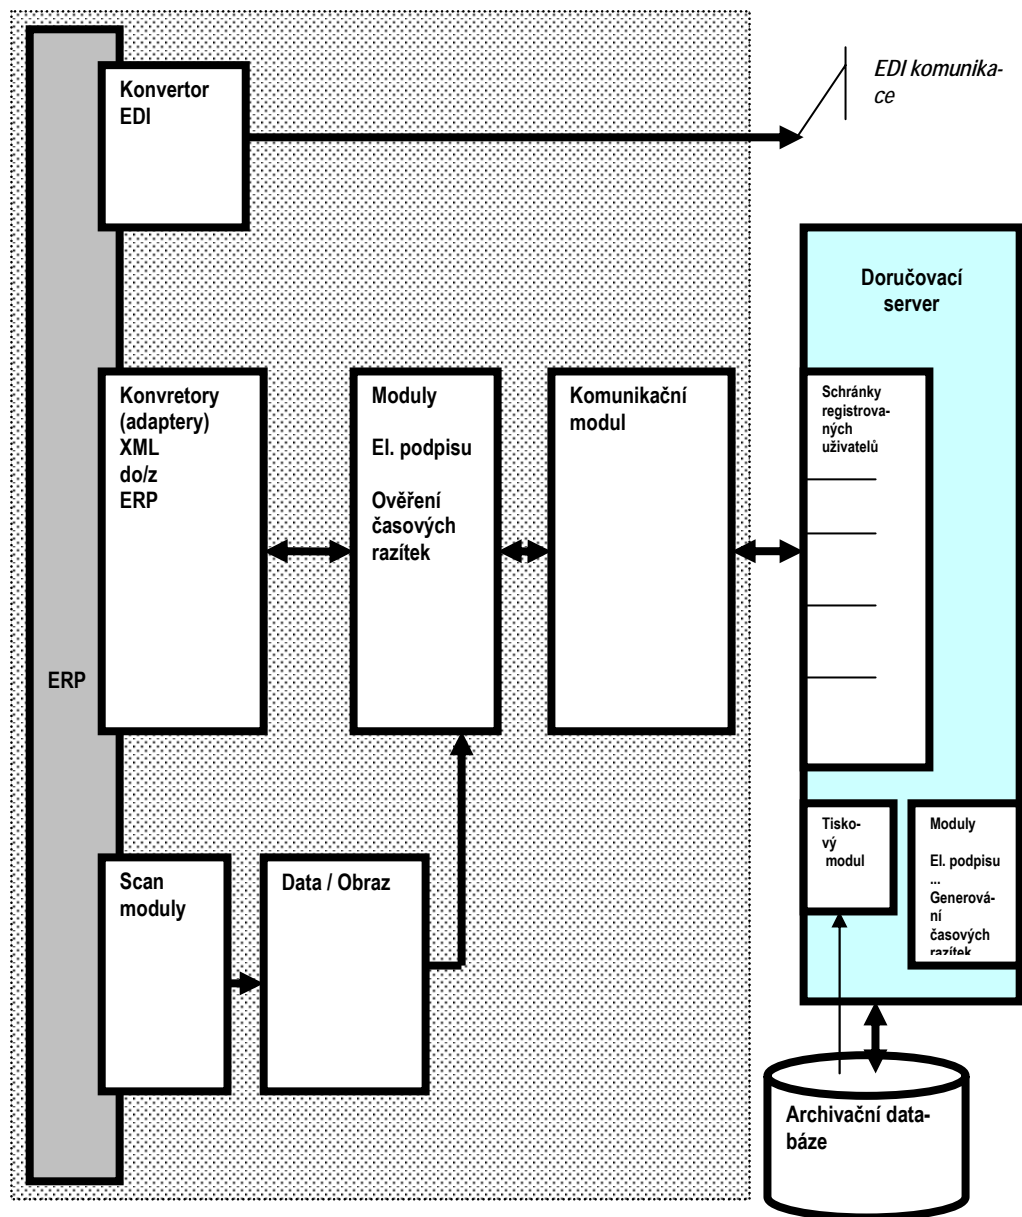 Konvertor
EDI
EDI komunika-
ce
Doručovací
server
Konvretory
(adaptery)
XML
do/z
ERP
Moduly
El. podpisu
Ověření
časových
razítek
Komunikační
modul
Schránky
registrova-
ných
uživatelů
ERP
Scan
moduly
Data / Obraz
Tisko-
vý
modul
Moduly
El. podpisu
...
Generová-
ní
časových
razítek
Archivační data-
báze